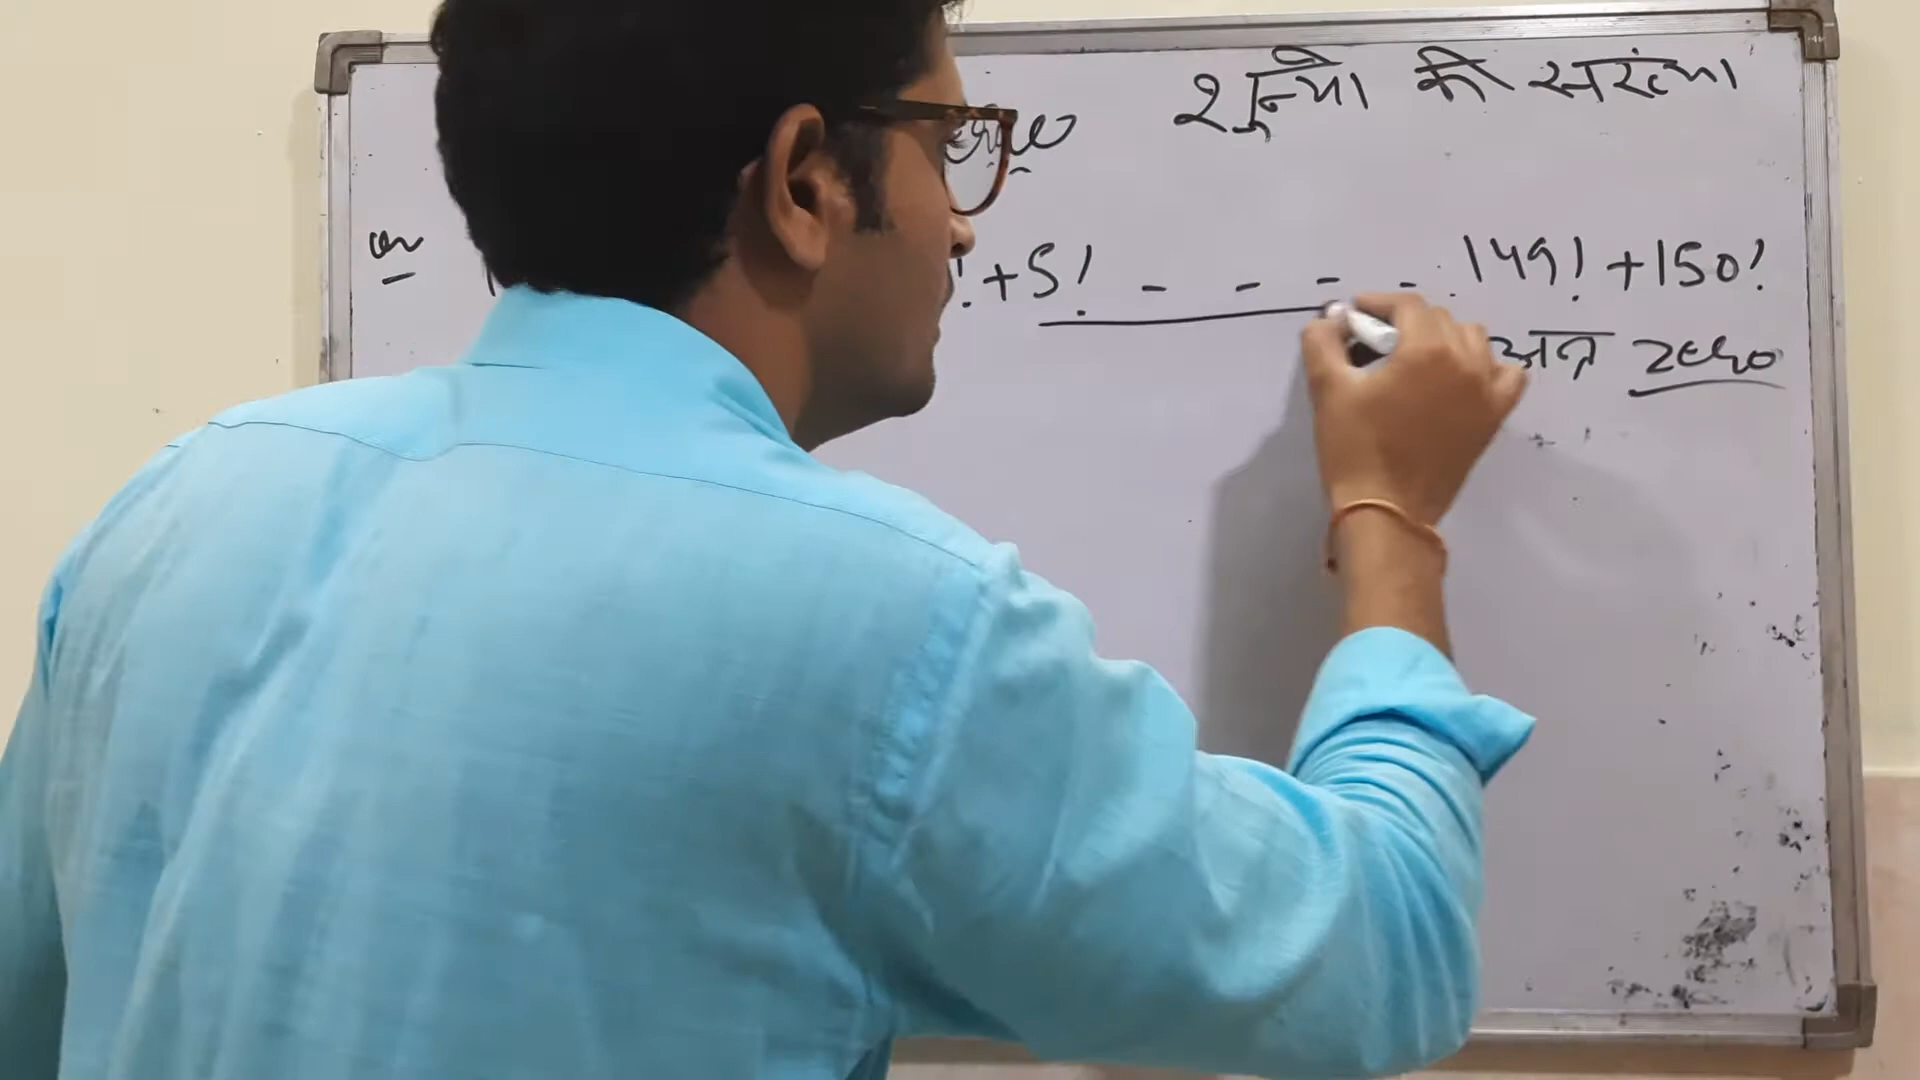 शून्यो की संख्या
! + 5! - - - - 149! + 150!
अन्त zero